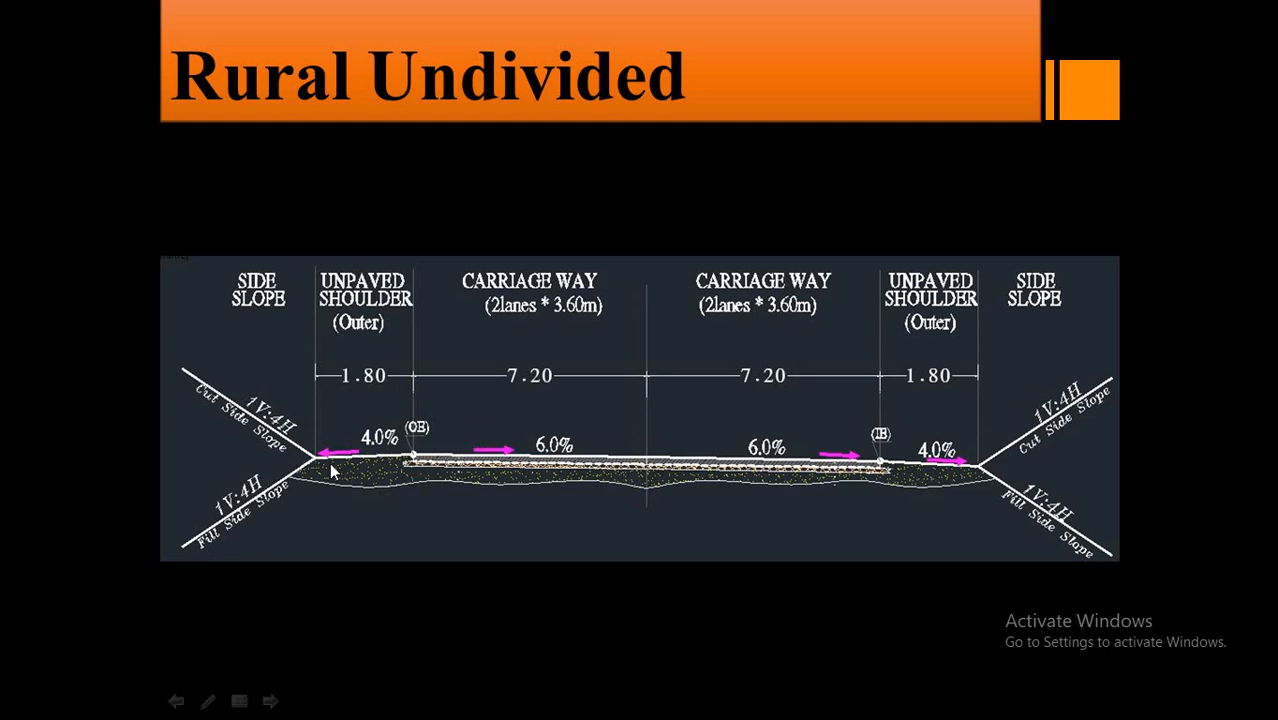 Rural Undivided
SIDE
SLOPE
UNPAVED
SHOULDER
(Outer)
CARRIAGE WAY
(2lanes * 3.60m)
CARRIAGE WAY
(2lanes * 3.60m)
UNPAVED
SHOULDER
(Outer)
SIDE
SLOPE
1.80
7.20
7.20
1.80
1V:4H
Cut Side Slope
4.0%
(OE)
6.0%
6.0%
(IE)
4.0%
1V:4H
Cut Side Slope
1V:4H
Fill Side Slope
1V:4H
Fill Side Slope
Activate Windows
Go to Settings to activate Windows.